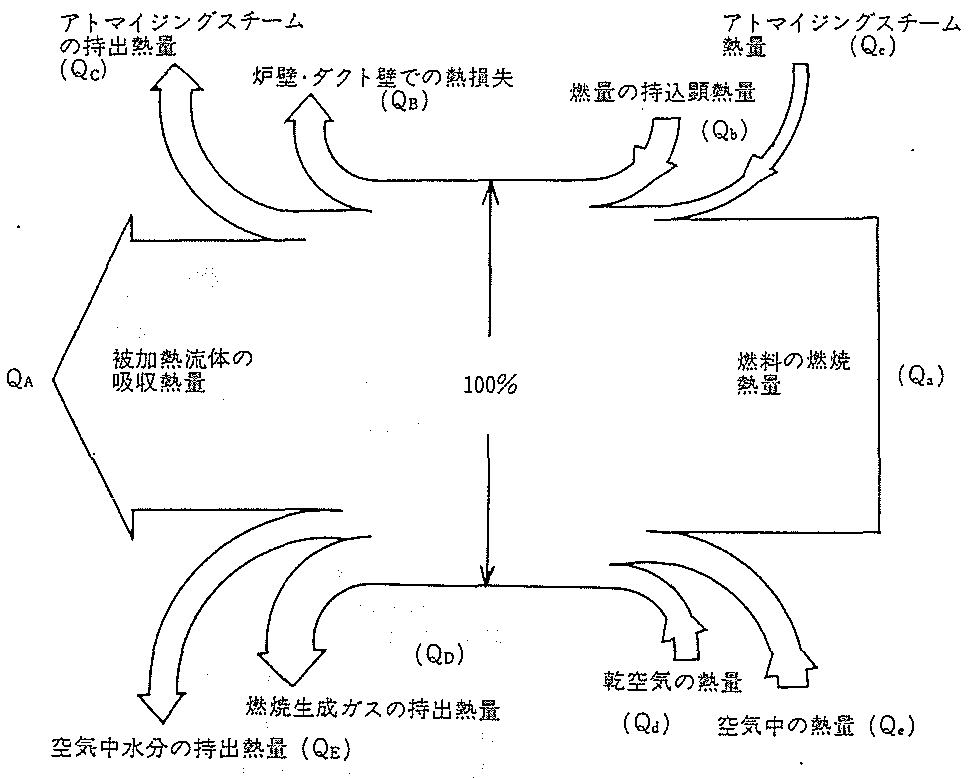 アトマイジングスチーム
の持出熱量
(QC)
アトマイジングスチーム
熱量 (Qc)
炉壁・ダクト壁での熱損失
(QB)
燃量の持込顕熱量
(Qb)
被加熱流体の
吸収熱量
QA
100%
燃料の燃焼
熱量
(Qa)
(QD)
燃焼生成ガスの持出熱量
空気中水分の持出熱量 (QE)
乾空気の熱量
(Qd)
空気中の熱量 (Qe)